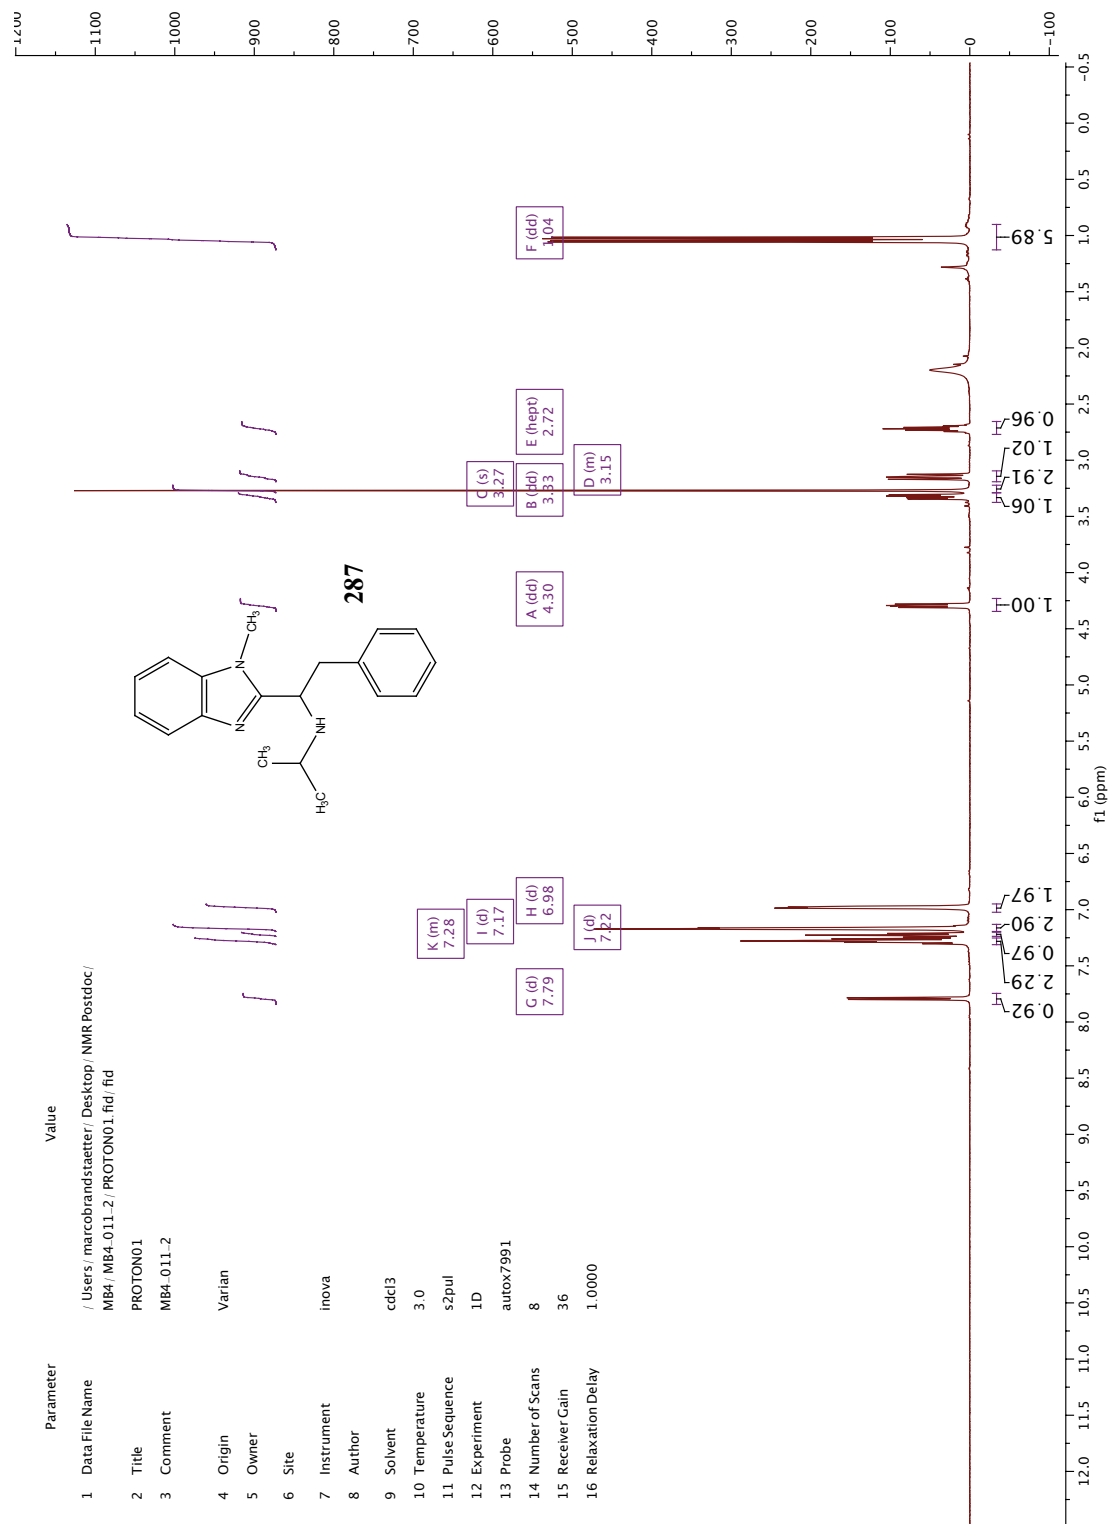 Parameter Value
1 Data File Name / Users/ marcobrandstaetter/ Desktop/ NMR Postdoc/
MB4/ MB4-011-2/ PROTON01.fid/ fid
2 Title PROTON01
3 Comment MB4-011-2
4 Origin Varian
5 Owner
6 Site
7 Instrument inova
8 Author
9 Solvent cdcl3
10 Temperature 3.0
11 Pulse Sequence s2pul
12 Experiment 1D
13 Probe autox7991
14 Number of Scans 8
15 Receiver Gain 36
16 Relaxation Delay 1.0000
CH3
N
N
NH
CH3
H3C
287
K (m)
7.28
I (d)
7.17
G (d)
7.79
H (d)
6.98
J (d)
7.22
A (dd)
4.30
C (s)
3.27
B (dd)
3.33
E (hept)
2.72
D (m)
3.15
F (dd)
1.04
0.92
2.29
0.97
2.90
1.97
1.00
1.06
2.91
1.02
0.96
5.89
12.0 11.5 11.0 10.5 10.0 9.5 9.0 8.5 8.0 7.5 7.0 6.5 6.0 5.5 5.0 4.5 4.0 3.5 3.0 2.5 2.0 1.5 1.0 0.5 0.0 -0.5
f1 (ppm)
1200
1100
1000
900
800
700
600
500
400
300
200
100
0
-100